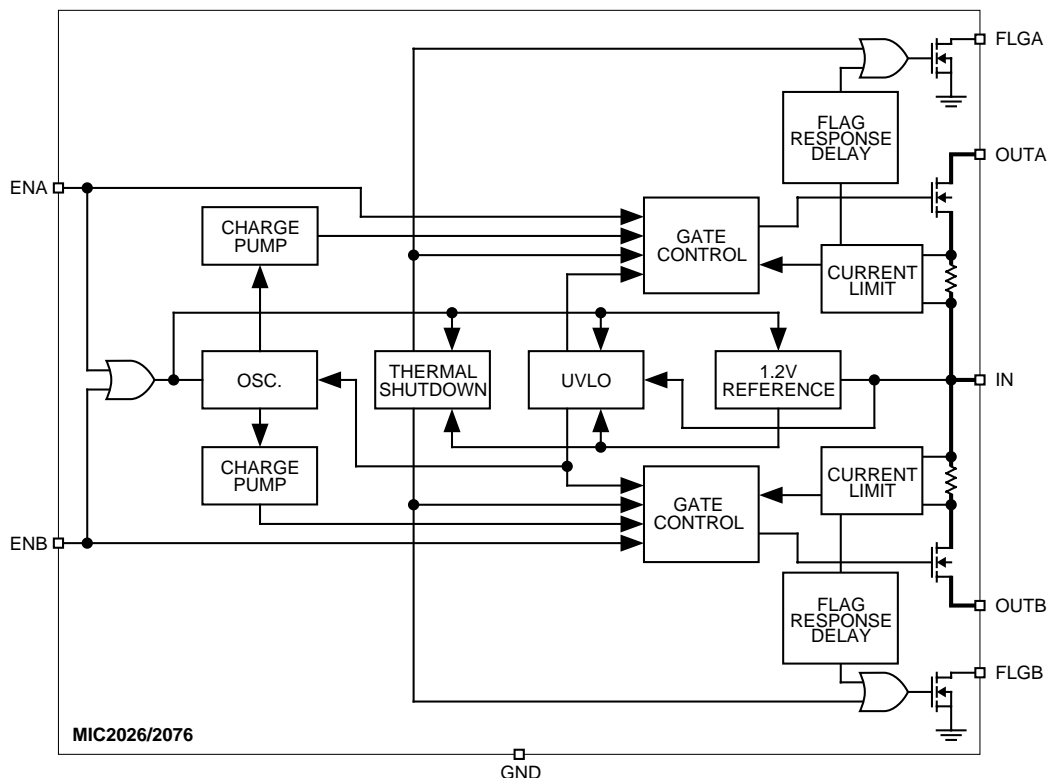 FLGA
FLAG
RESPONSE
DELAY
OUTA
ENA
CHARGE
PUMP
GATE
CONTROL
CURRENT
LIMIT
OSC.
THERMAL
SHUTDOWN
UVLO
1.2V
REFERENCE
IN
CHARGE
PUMP
GATE
CONTROL
CURRENT
LIMIT
ENB
FLAG
RESPONSE
DELAY
OUTB
FLGB
MIC2026/2076
GND